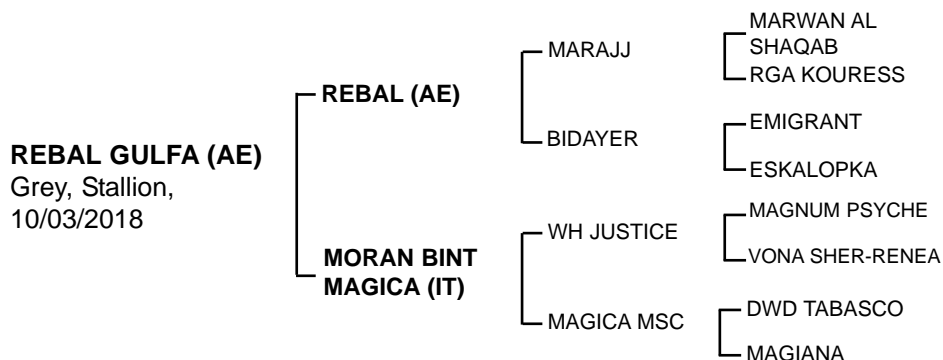 REBAL GULFA (AE)
Grey, Stallion,
10/03/2018
REBAL (AE)
MORAN BINT
MAGICA (IT)
MARAJJ
BIDAYER
WH JUSTICE
MAGICA MSC
MARWAN AL
SHAQAB
RGA KOURESS
EMIGRANT
ESKALOPKA
MAGNUM PSYCHE
VONA SHER-RENEA
DWD TABASCO
MAGIANA